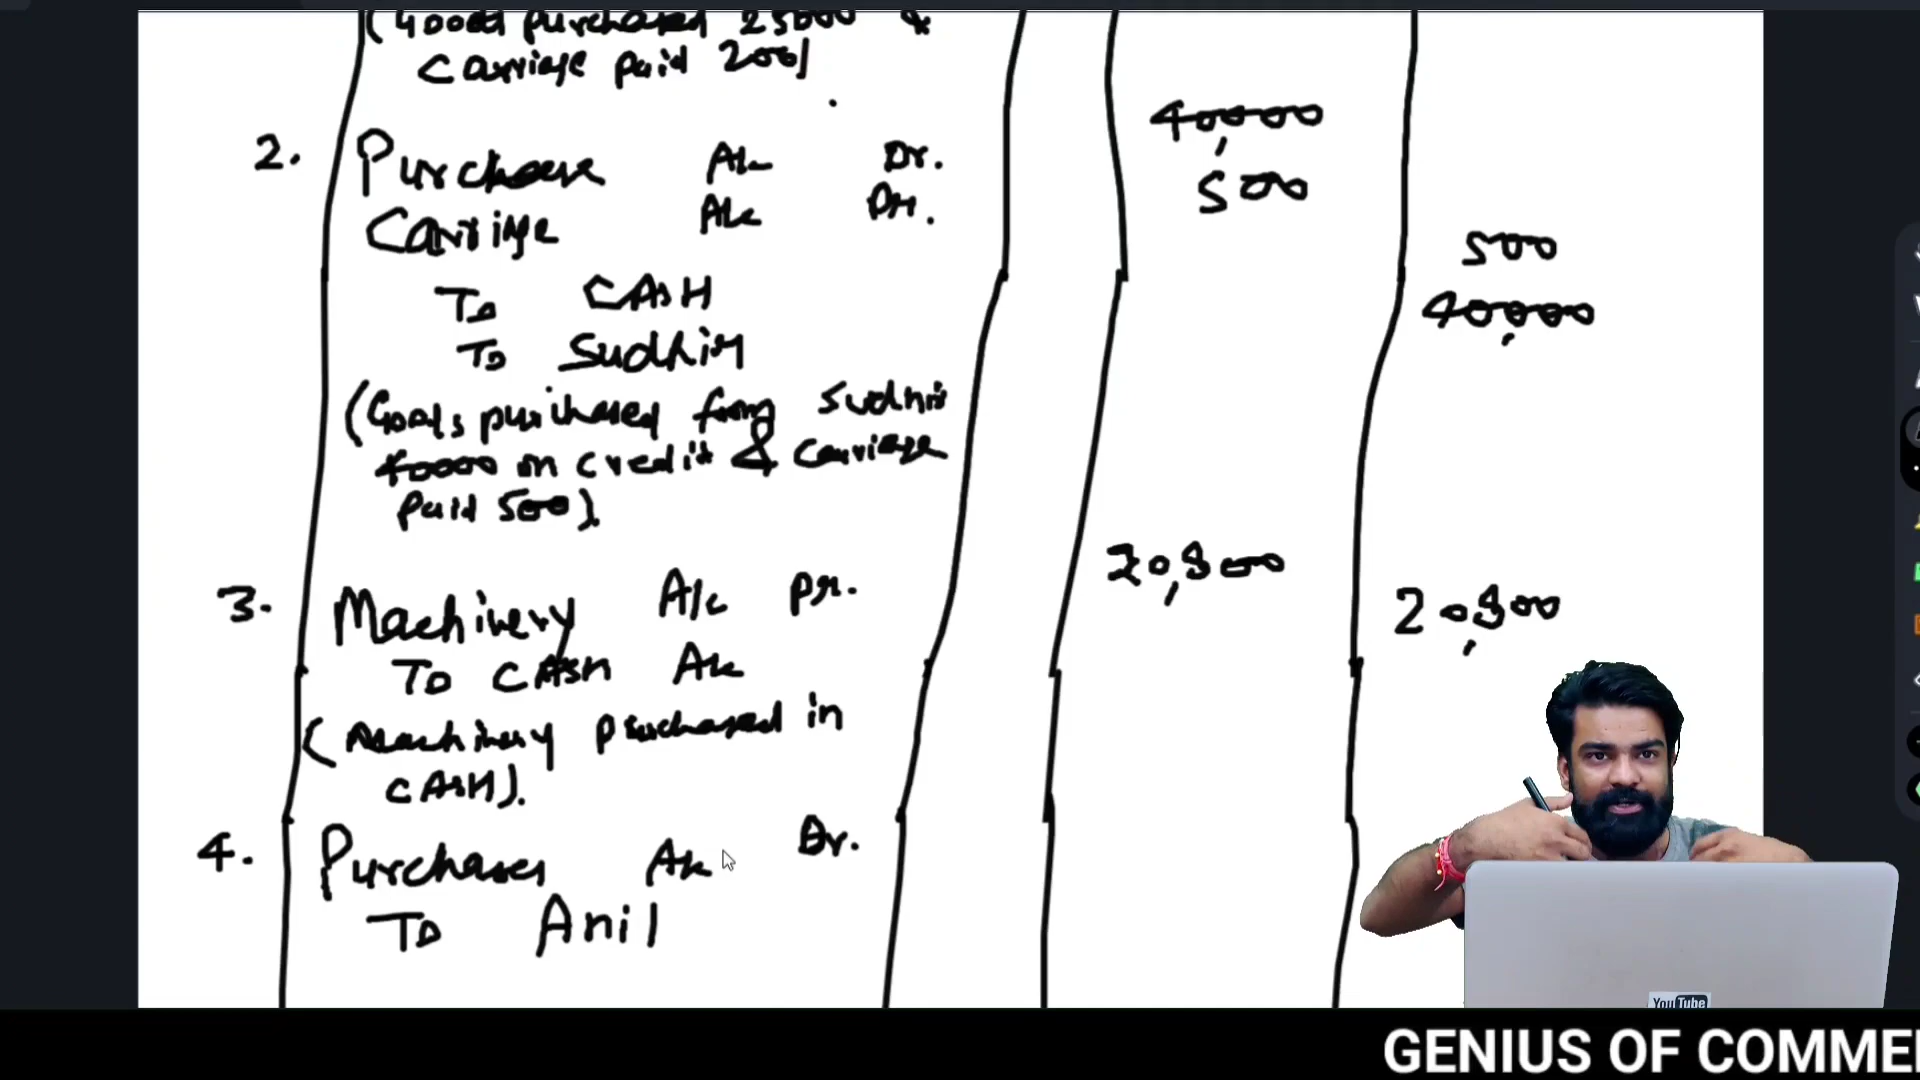 (Goods purchased 25000 &
Carriage paid 200)
2. Purchase A/c Dr. 40,000
Carriage A/c Dr. 500
To CASH 500
To Sudhir 40,000
(Goods purchased from Sudhir
40000 on credit & carriage
paid 500).
3. Machinery A/c Dr. 20,800
To CASH A/c 20,800
(Machinery purchased in
CASH).
4. Purchases A/c Dr.
To Anil
YouTube
GENIUS OF COMME